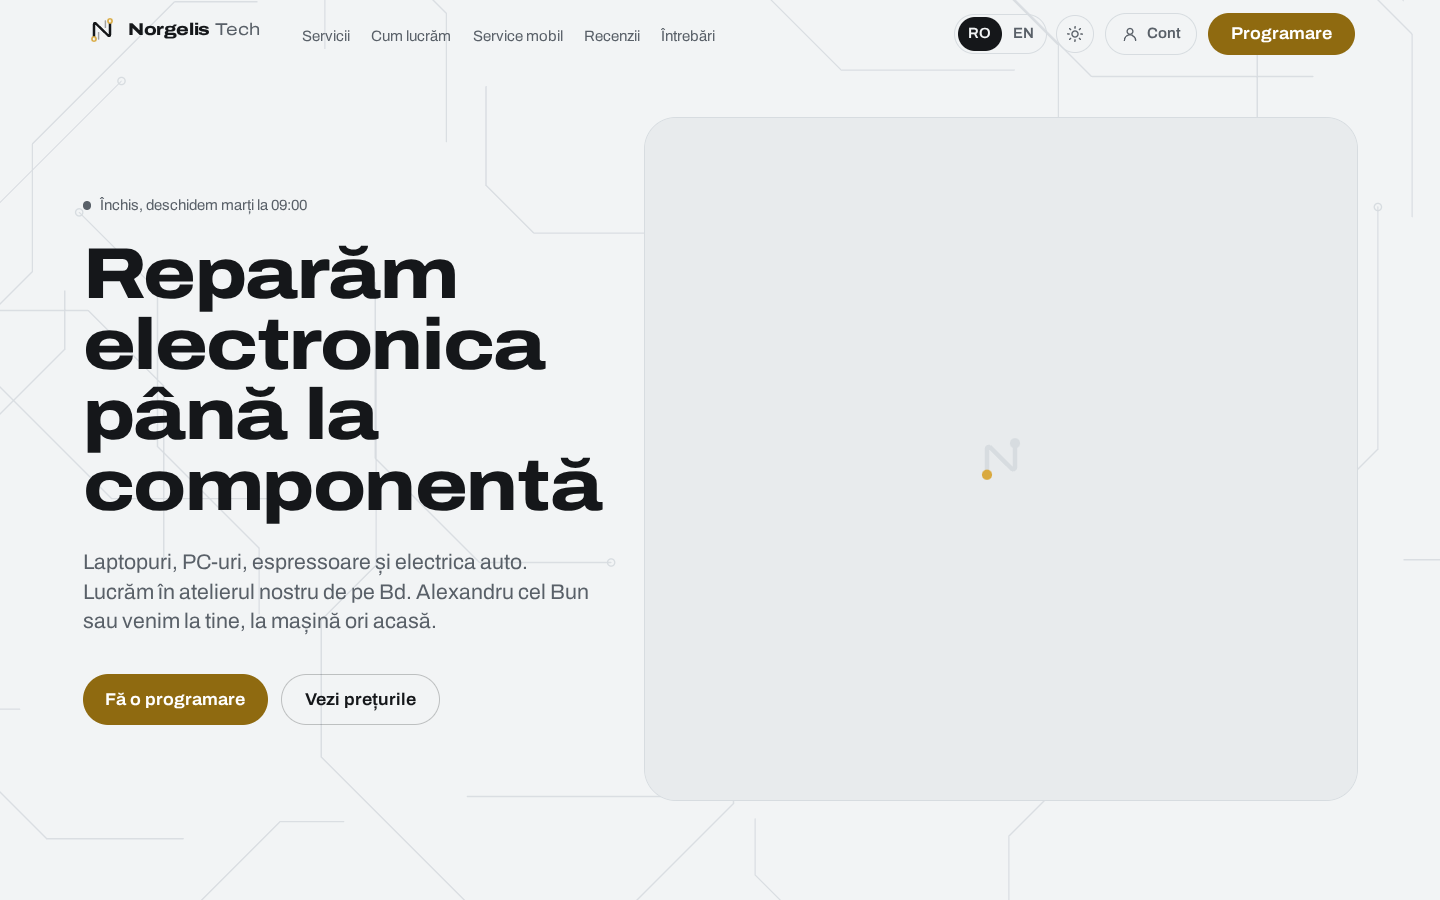 Norgelis Tech
Servicii
Cum lucrăm
Service mobil
Recenzii
Întrebări
RO
EN
Cont
Programare
Închis, deschidem marți la 09:00
Reparăm
electronica
până la
componentă
Laptopuri, PC-uri, espressoare și electrica auto.
Lucrăm în atelierul nostru de pe Bd. Alexandru cel Bun
sau venim la tine, la mașină ori acasă.
Fă o programare
Vezi prețurile